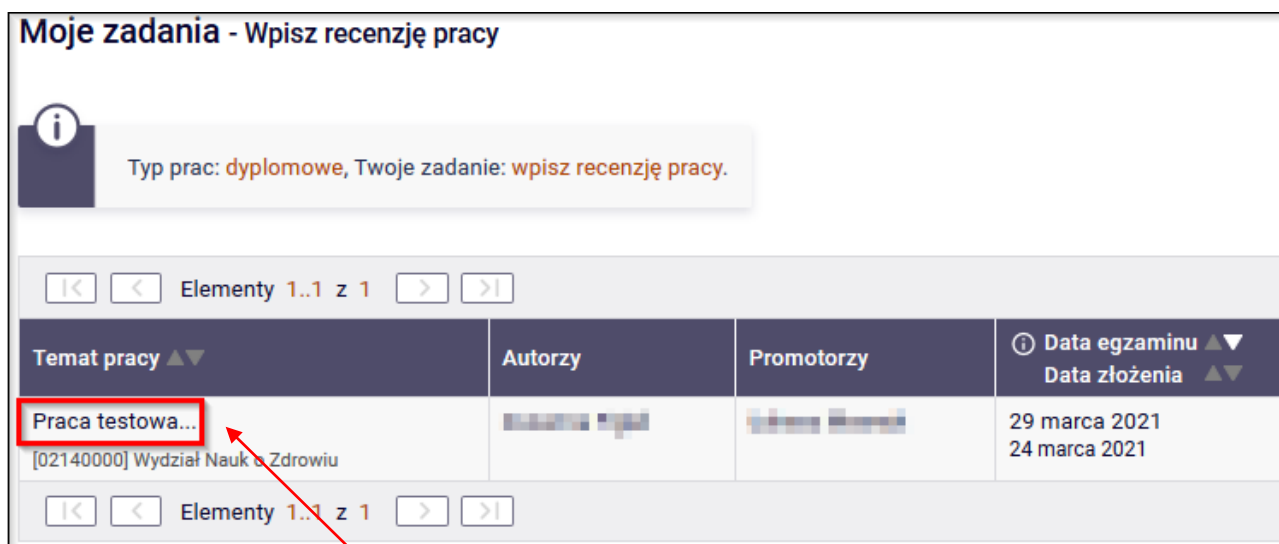 Moje zadania - Wpisz recenzję pracy
Typ prac: dyplomowe, Twoje zadanie: wpisz recenzję pracy.
Elementy 1..1 z 1
Temat pracy
Autorzy
Promotorzy
Data egzaminu
Data złożenia
Praca testowa...
[02140000] Wydział Nauk o Zdrowiu
29 marca 2021
24 marca 2021
Elementy 1..1 z 1